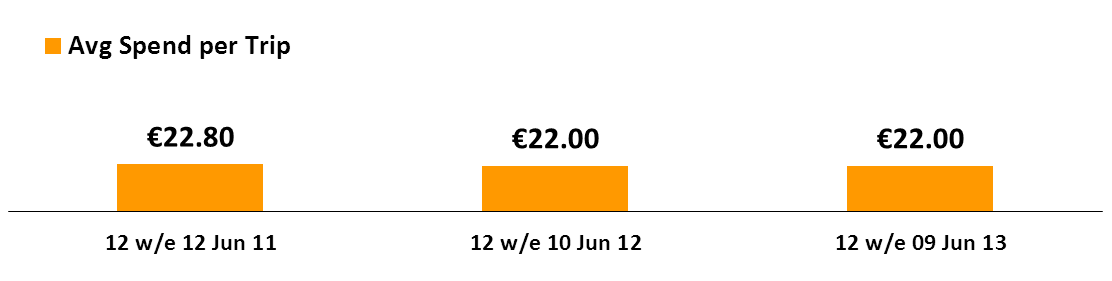 Avg Spend per Trip
€22.80
€22.00
€22.00
12 w/e 12 Jun 11
12 w/e 10 Jun 12
12 w/e 09 Jun 13